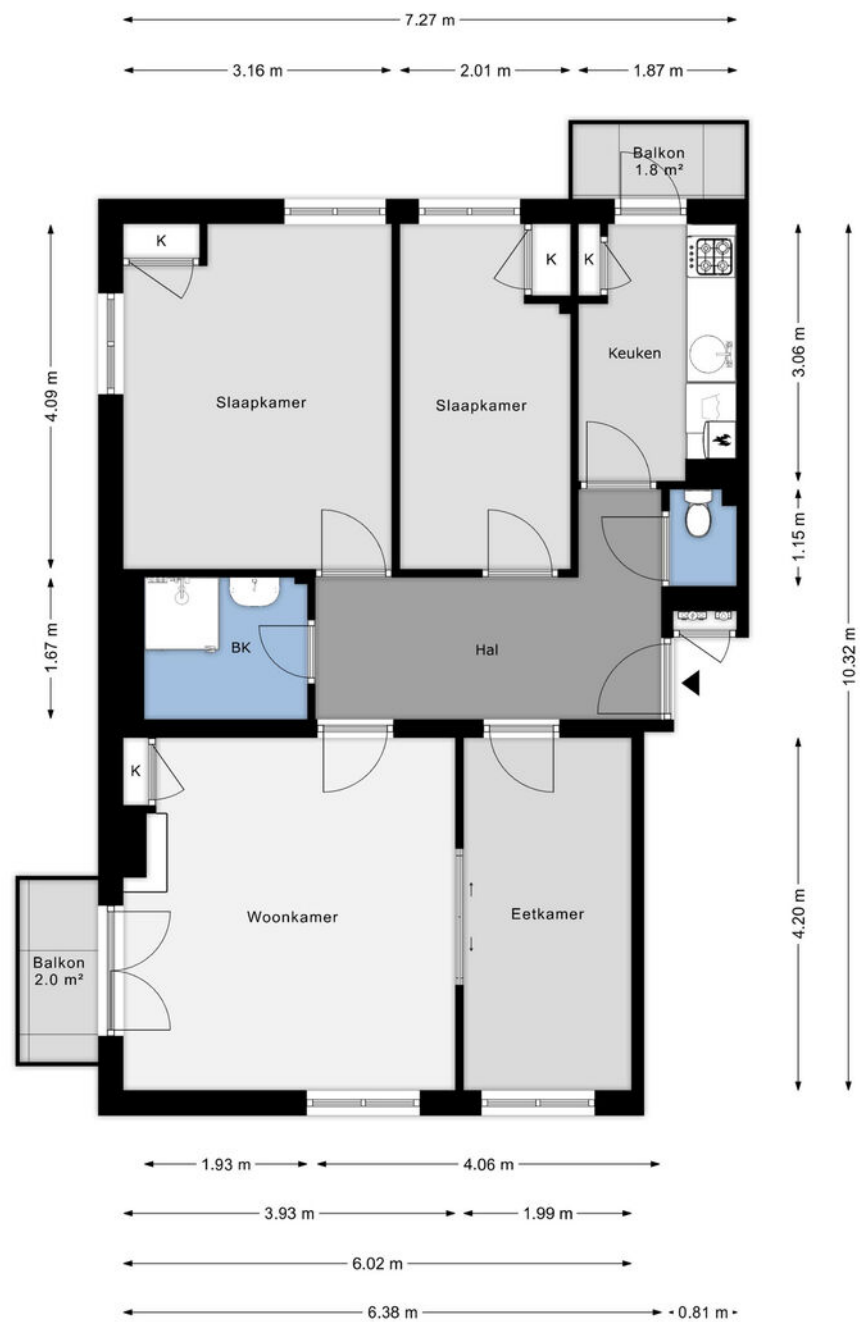 7.27 m
3.16 m
2.01 m
1.87 m
Balkon
1.8 m²
K
K
K
Keuken
Slaapkamer
Slaapkamer
4.09 m
3.06 m
1.15 m
1.67 m
BK
Hal
10.32 m
K
Woonkamer
Eetkamer
Balkon
2.0 m²
4.20 m
1.93 m
4.06 m
3.93 m
1.99 m
6.02 m
6.38 m
0.81 m